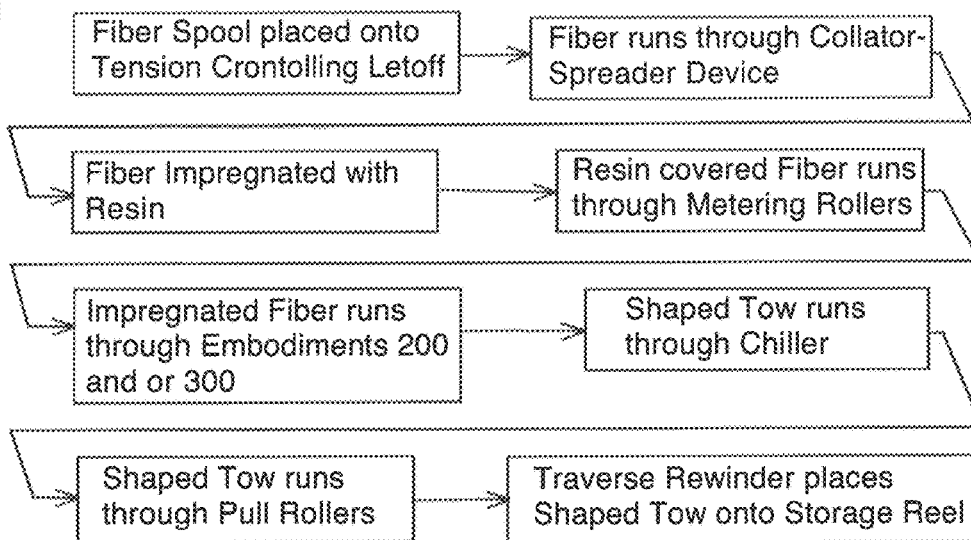 Fiber Spool placed onto
Tension Crontolling Letoff
Fiber runs through Collator-
Spreader Device
Fiber Impregnated with
Resin
Resin covered Fiber runs
through Metering Rollers
Impregnated Fiber runs
through Embodiments 200
and or 300
Shaped Tow runs
through Chiller
Shaped Tow runs
through Pull Rollers
Traverse Rewinder places
Shaped Tow onto Storage Reel